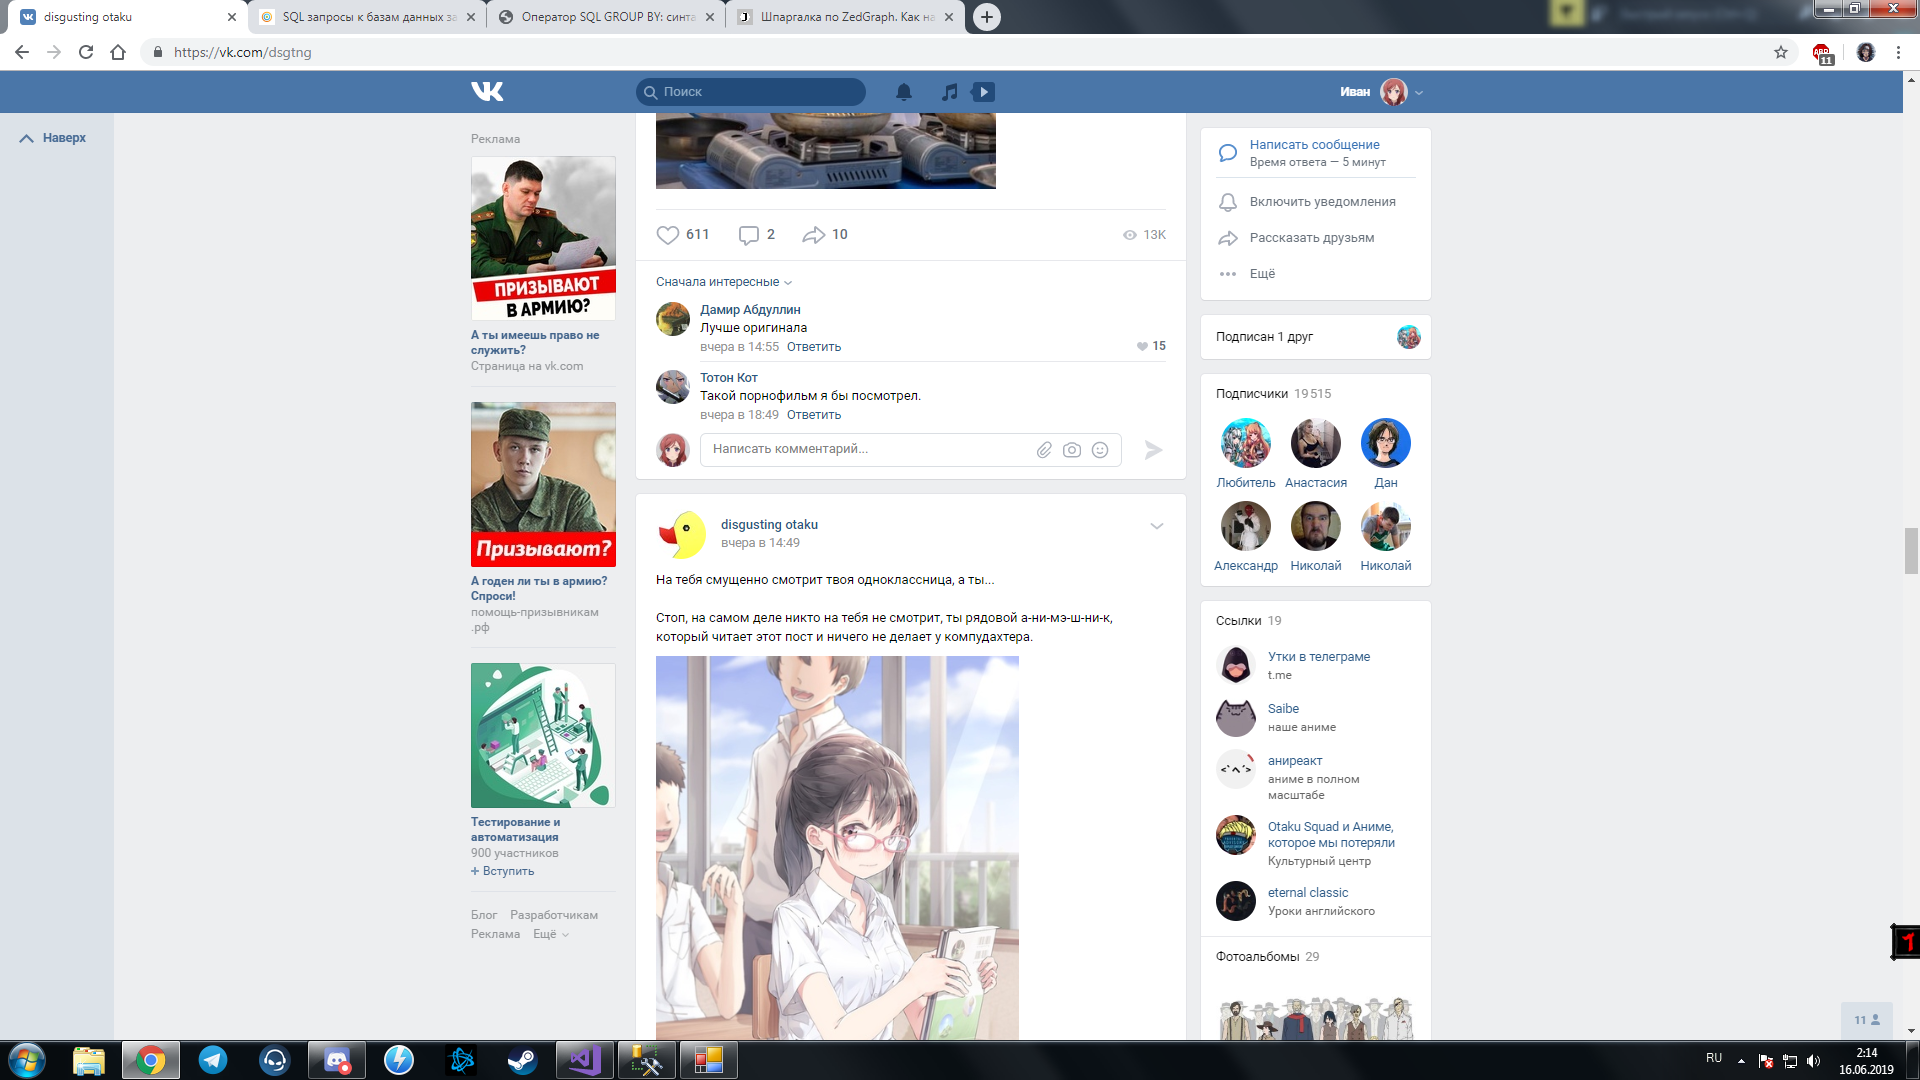 disgusting otaku
SQL запросы к базам данных за
Оператор SQL GROUP BY: синта
Шпаргалка по ZedGraph. Как на
https://vk.com/dsgtng
ABP
11
Поиск
Иван
Наверх
Реклама
ПРИЗЫВАЮТ
В АРМИЮ?
А ты имеешь право не
служить?
Страница на vk.com
Призывают?
А годен ли ты в армию?
Спроси!
помощь-призывникам
.рф
Тестирование и
автоматизация
900 участников
+ Вступить
Блог Разработчикам
Реклама Ещё
611 2 10 13K
Сначала интересные
Дамир Абдуллин
Лучше оригинала
вчера в 14:55 Ответить 15
Тотон Кот
Такой порнофильм я бы посмотрел.
вчера в 18:49 Ответить
Написать комментарий...
disgusting otaku
вчера в 14:49
На тебя смущенно смотрит твоя одноклассница, а ты...
Стоп, на самом деле никто на тебя не смотрит, ты рядовой а-ни-мэ-ш-ни-к,
который читает этот пост и ничего не делает у компудахтера.
Написать сообщение
Время ответа — 5 минут
Включить уведомления
Рассказать друзьям
Ещё
Подписан 1 друг
Подписчики 19 515
Любитель Анастасия Дан
Александр Николай Николай
Ссылки 19
Утки в телеграме
t.me
Saibe
наше аниме
аниреакт
аниме в полном
масштабе
Otaku Squad и Аниме,
которое мы потеряли
Культурный центр
eternal classic
Уроки английского
Фотоальбомы 29
11
RU
2:14
16.06.2019